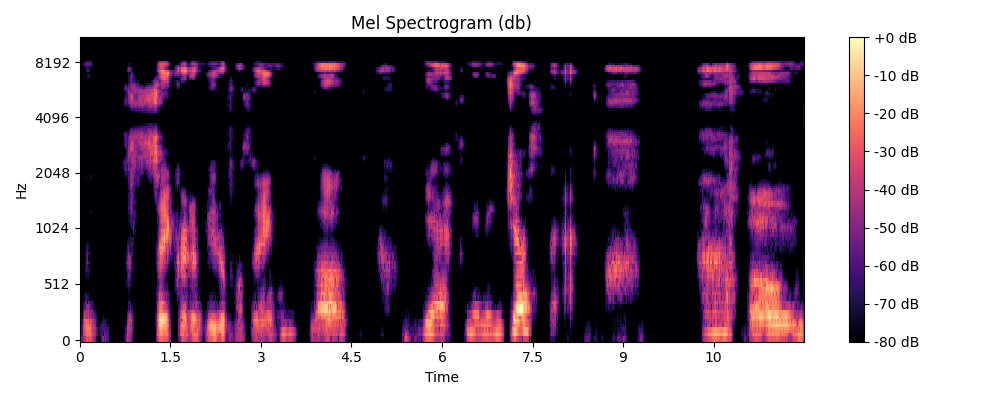 Mel Spectrogram (db)
8192
4096
2048
1024
512
0
Hz
0 1.5 3 4.5 6 7.5 9 10
Time
+0 dB
-10 dB
-20 dB
-30 dB
-40 dB
-50 dB
-60 dB
-70 dB
-80 dB